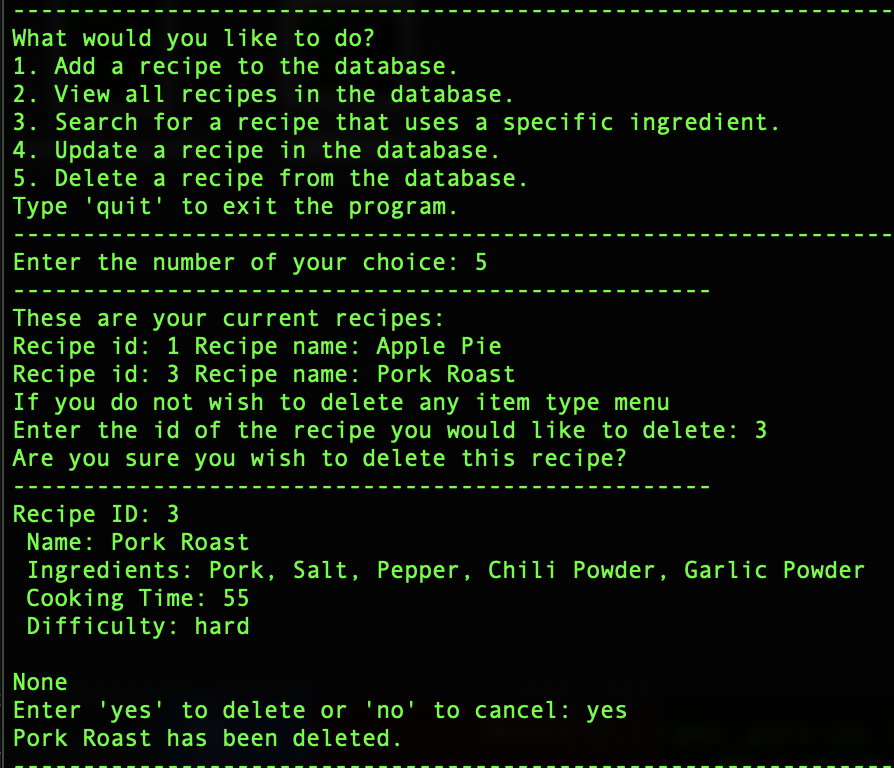 ----------------------------------------------------------------
What would you like to do?
1. Add a recipe to the database.
2. View all recipes in the database.
3. Search for a recipe that uses a specific ingredient.
4. Update a recipe in the database.
5. Delete a recipe from the database.
Type 'quit' to exit the program.
----------------------------------------------------------------
Enter the number of your choice: 5
--------------------------------------------------
These are your current recipes:
Recipe id: 1 Recipe name: Apple Pie
Recipe id: 3 Recipe name: Pork Roast
If you do not wish to delete any item type menu
Enter the id of the recipe you would like to delete: 3
Are you sure you wish to delete this recipe?
--------------------------------------------------
Recipe ID: 3
 Name: Pork Roast
 Ingredients: Pork, Salt, Pepper, Chili Powder, Garlic Powder
 Cooking Time: 55
 Difficulty: hard

None
Enter 'yes' to delete or 'no' to cancel: yes
Pork Roast has been deleted.
----------------------------------------------------------------